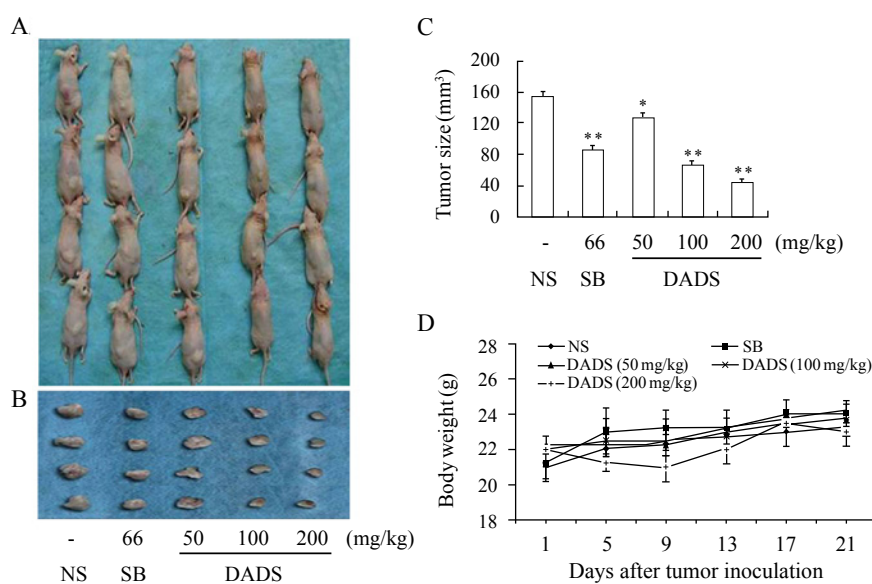 A
B
- 66 50 100 200 (mg/kg)
NS SB DADS
C
Tumor size (mm³)
200
160
120
80
40
0
** * ** **
- 66 50 100 200 (mg/kg)
NS SB DADS
D
NS SB
DADS (50 mg/kg) DADS (100 mg/kg)
DADS (200 mg/kg)
Body weight (g)
28
26
24
22
20
18
1 5 9 13 17 21
Days after tumor inoculation